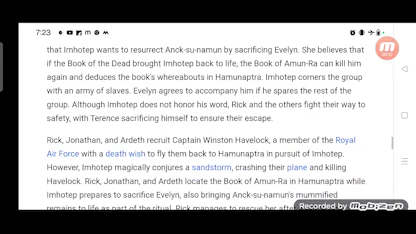 7:23
that Imhotep wants to resurrect Anck-su-namun by sacrificing Evelyn. She believes that
if the Book of the Dead brought Imhotep back to life, the Book of Amun-Ra can kill him
again and deduces the book's whereabouts in Hamunaptra. Imhotep corners the group
with an army of slaves. Evelyn agrees to accompany him if he spares the rest of the
group. Although Imhotep does not honor his word, Rick and the others fight their way to
safety, with Terence sacrificing himself to ensure their escape.
Rick, Jonathan, and Ardeth recruit Captain Winston Havelock, a member of the Royal
Air Force with a death wish to fly them back to Hamunaptra in pursuit of Imhotep.
However, Imhotep magically conjures a sandstorm, crashing their plane and killing
Havelock. Rick, Jonathan, and Ardeth locate the Book of Amun-Ra in Hamunaptra while
Imhotep prepares to sacrifice Evelyn, also bringing Anck-su-namun's mummified
remains to life as part of the ritual. Rick manages to rescue her after
Recorded by
mobizen